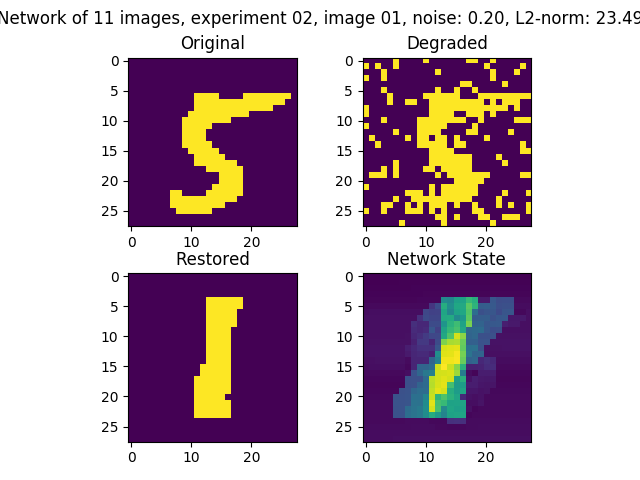 Network of 11 images, experiment 02, image 01, noise: 0.20, L2-norm: 23.49
Original Degraded
0 0
5 5
10 10
15 15
20 20
25 25
0 10 20 0 10 20
Restored Network State
0 0
5 5
10 10
15 15
20 20
25 25
0 10 20 0 10 20